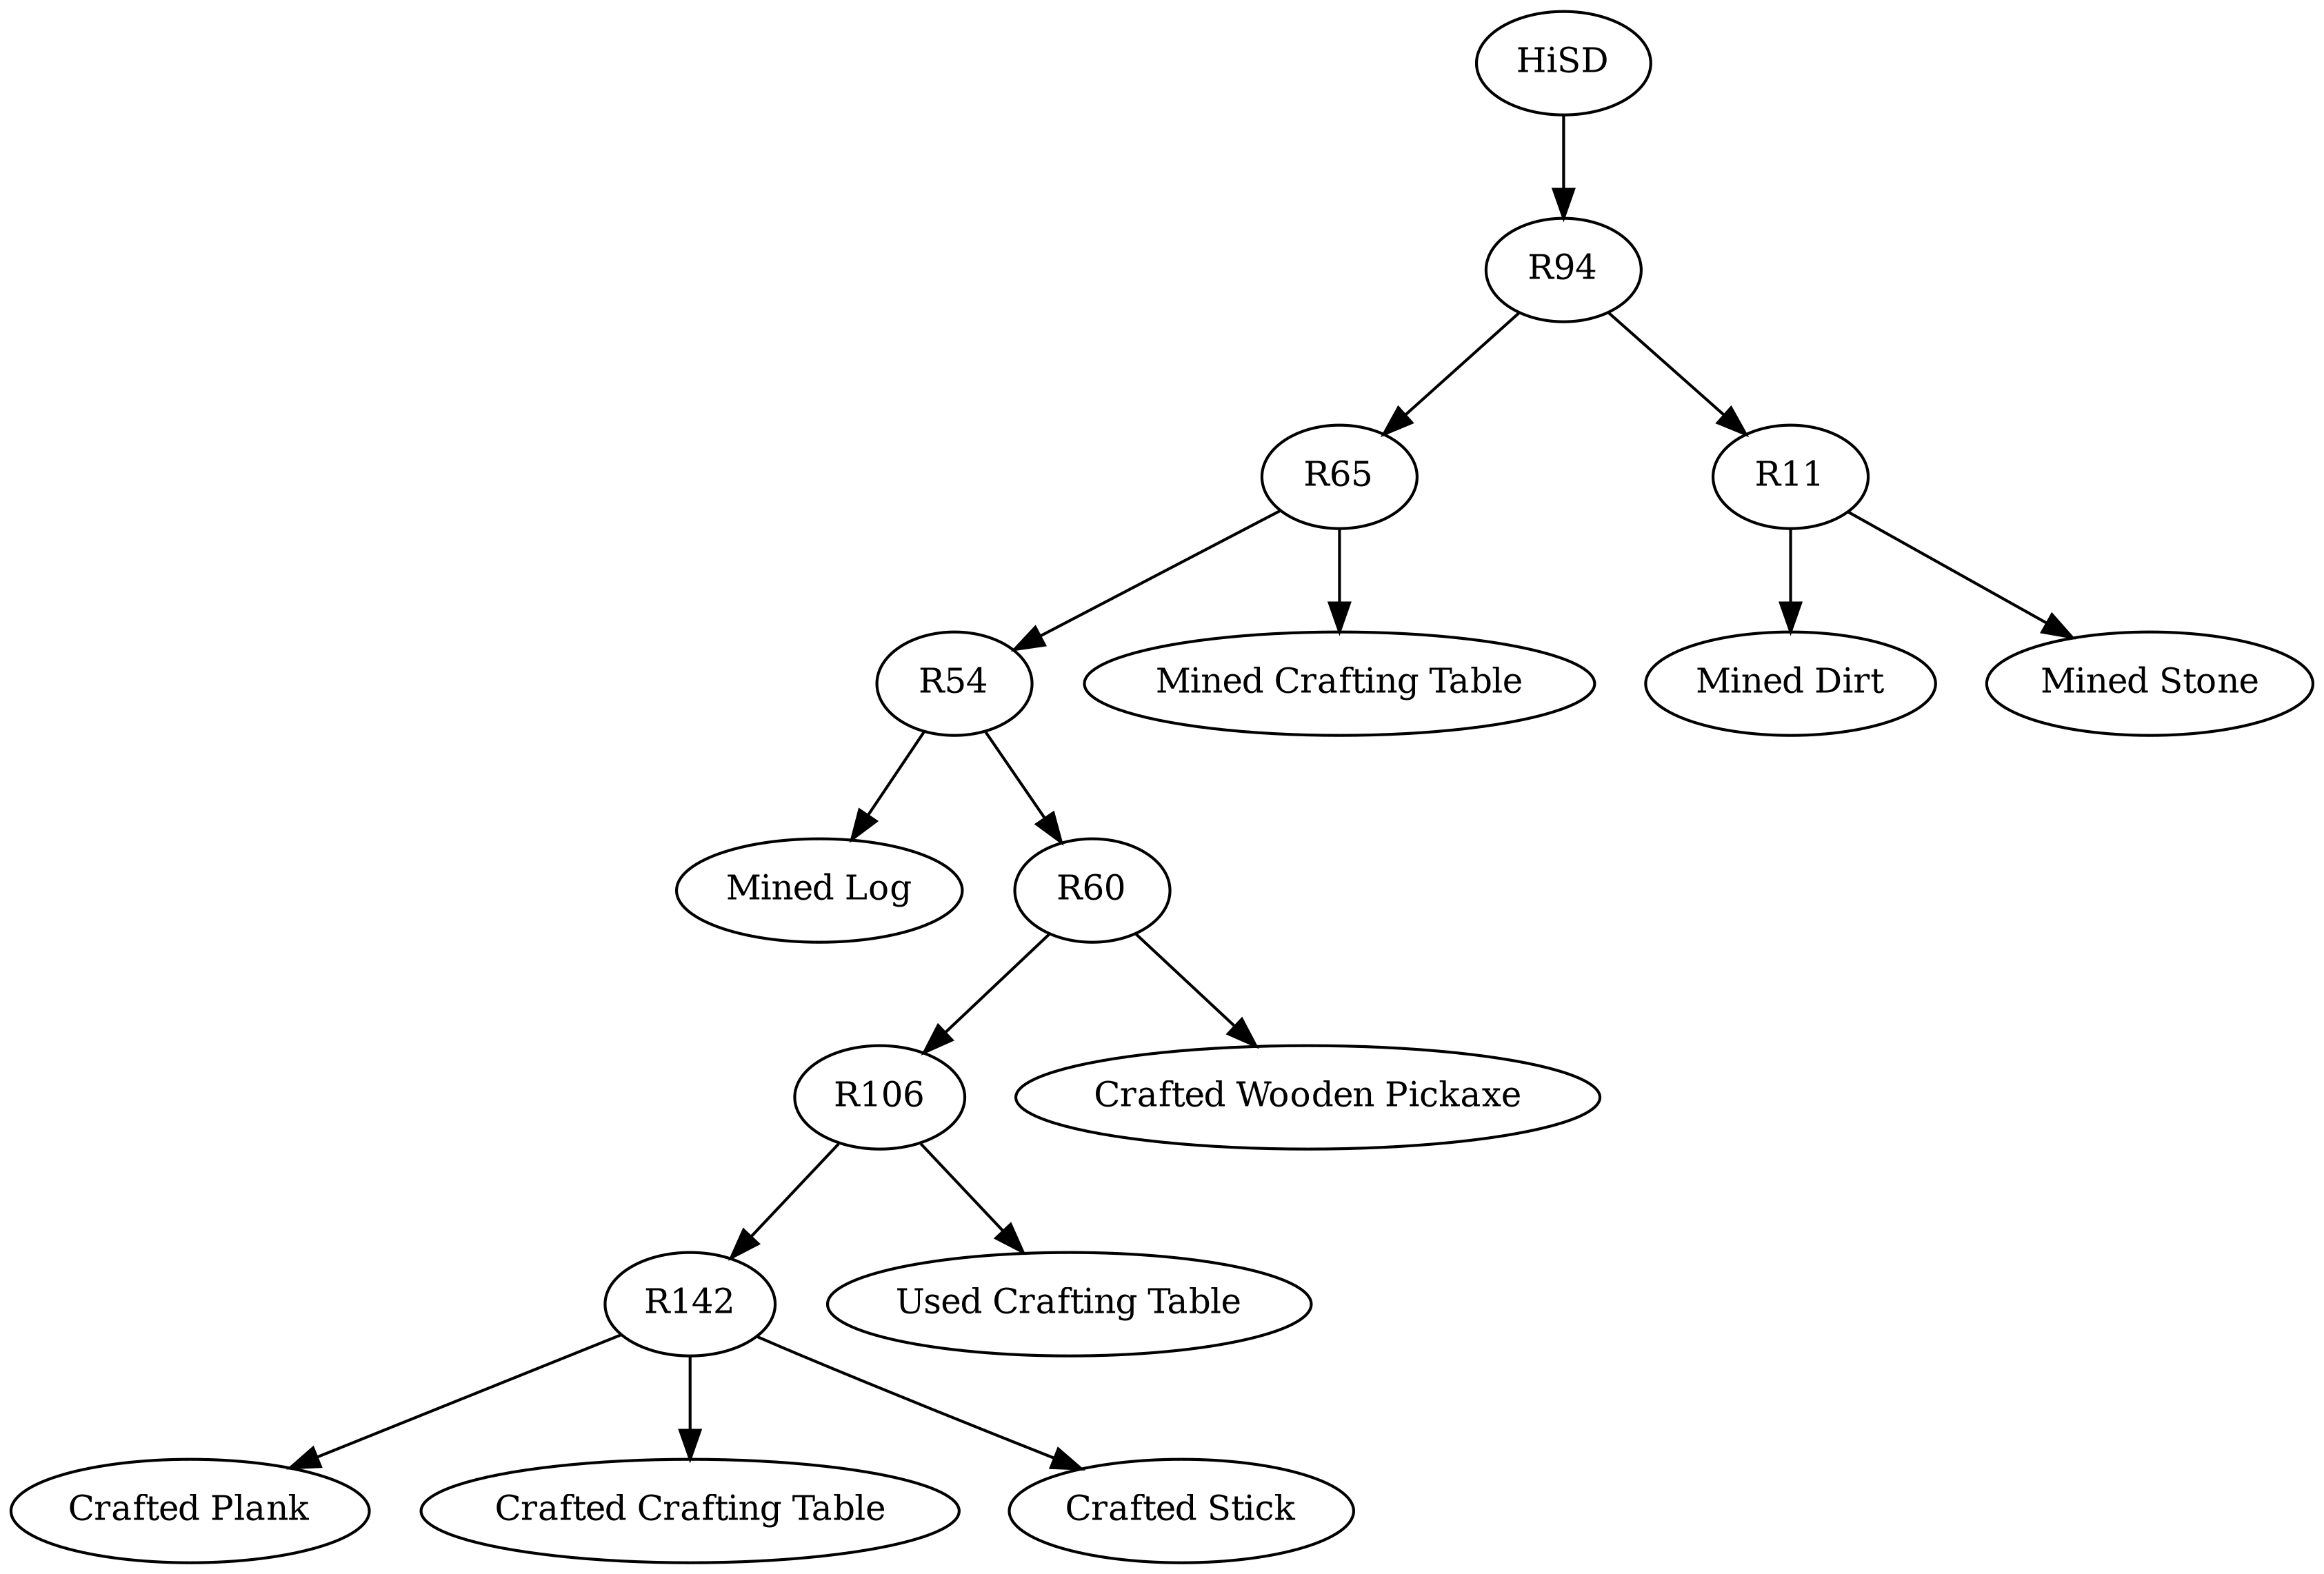 HiSD
R94
R65
R11
R54
Mined Crafting Table
Mined Dirt
Mined Stone
Mined Log
R60
R106
Crafted Wooden Pickaxe
R142
Used Crafting Table
Crafted Plank
Crafted Crafting Table
Crafted Stick